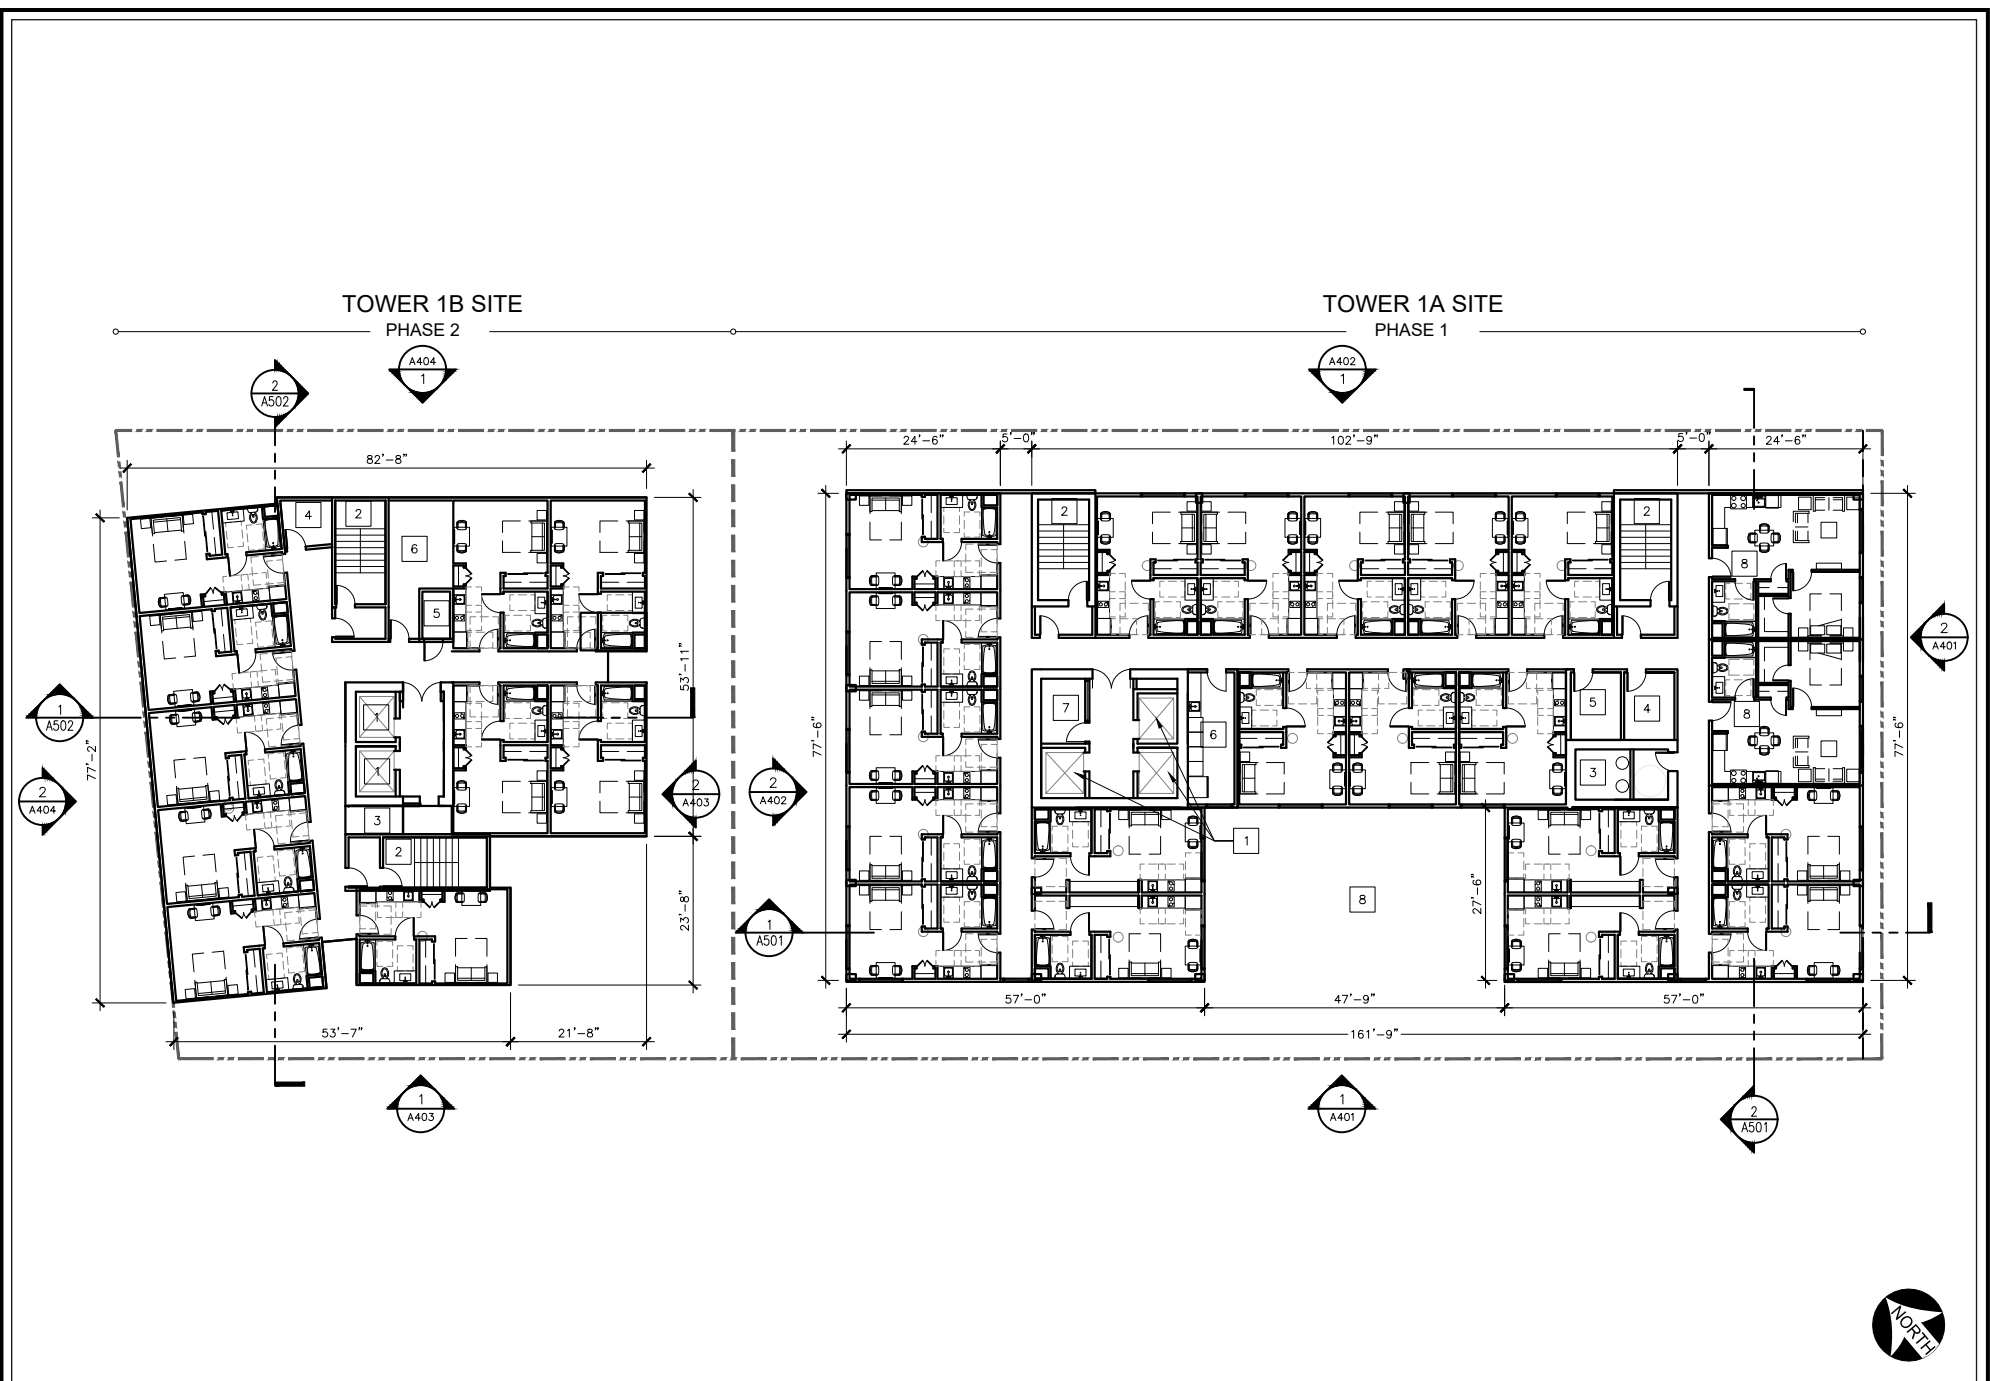 TOWER 1B SITE
TOWER 1A SITE
PHASE 2
PHASE 1
A404
1
A402
1
2
A502
24'-6"
5'-0"
102'-9"
5'-0"
24'-6"
82'-8"
4
2
6
5
2
2
8
53'-11"
2
A401
1
A502
77'-2"
1
1
7
6
5
4
8
77'-6"
77'-6"
3
2
A404
2
A403
2
A402
3
2
1
27'-6"
8
23'-8"
1
A501
57'-0"
47'-9"
57'-0"
53'-7"
21'-8"
161'-9"
1
A403
1
A401
2
A501
NORTH